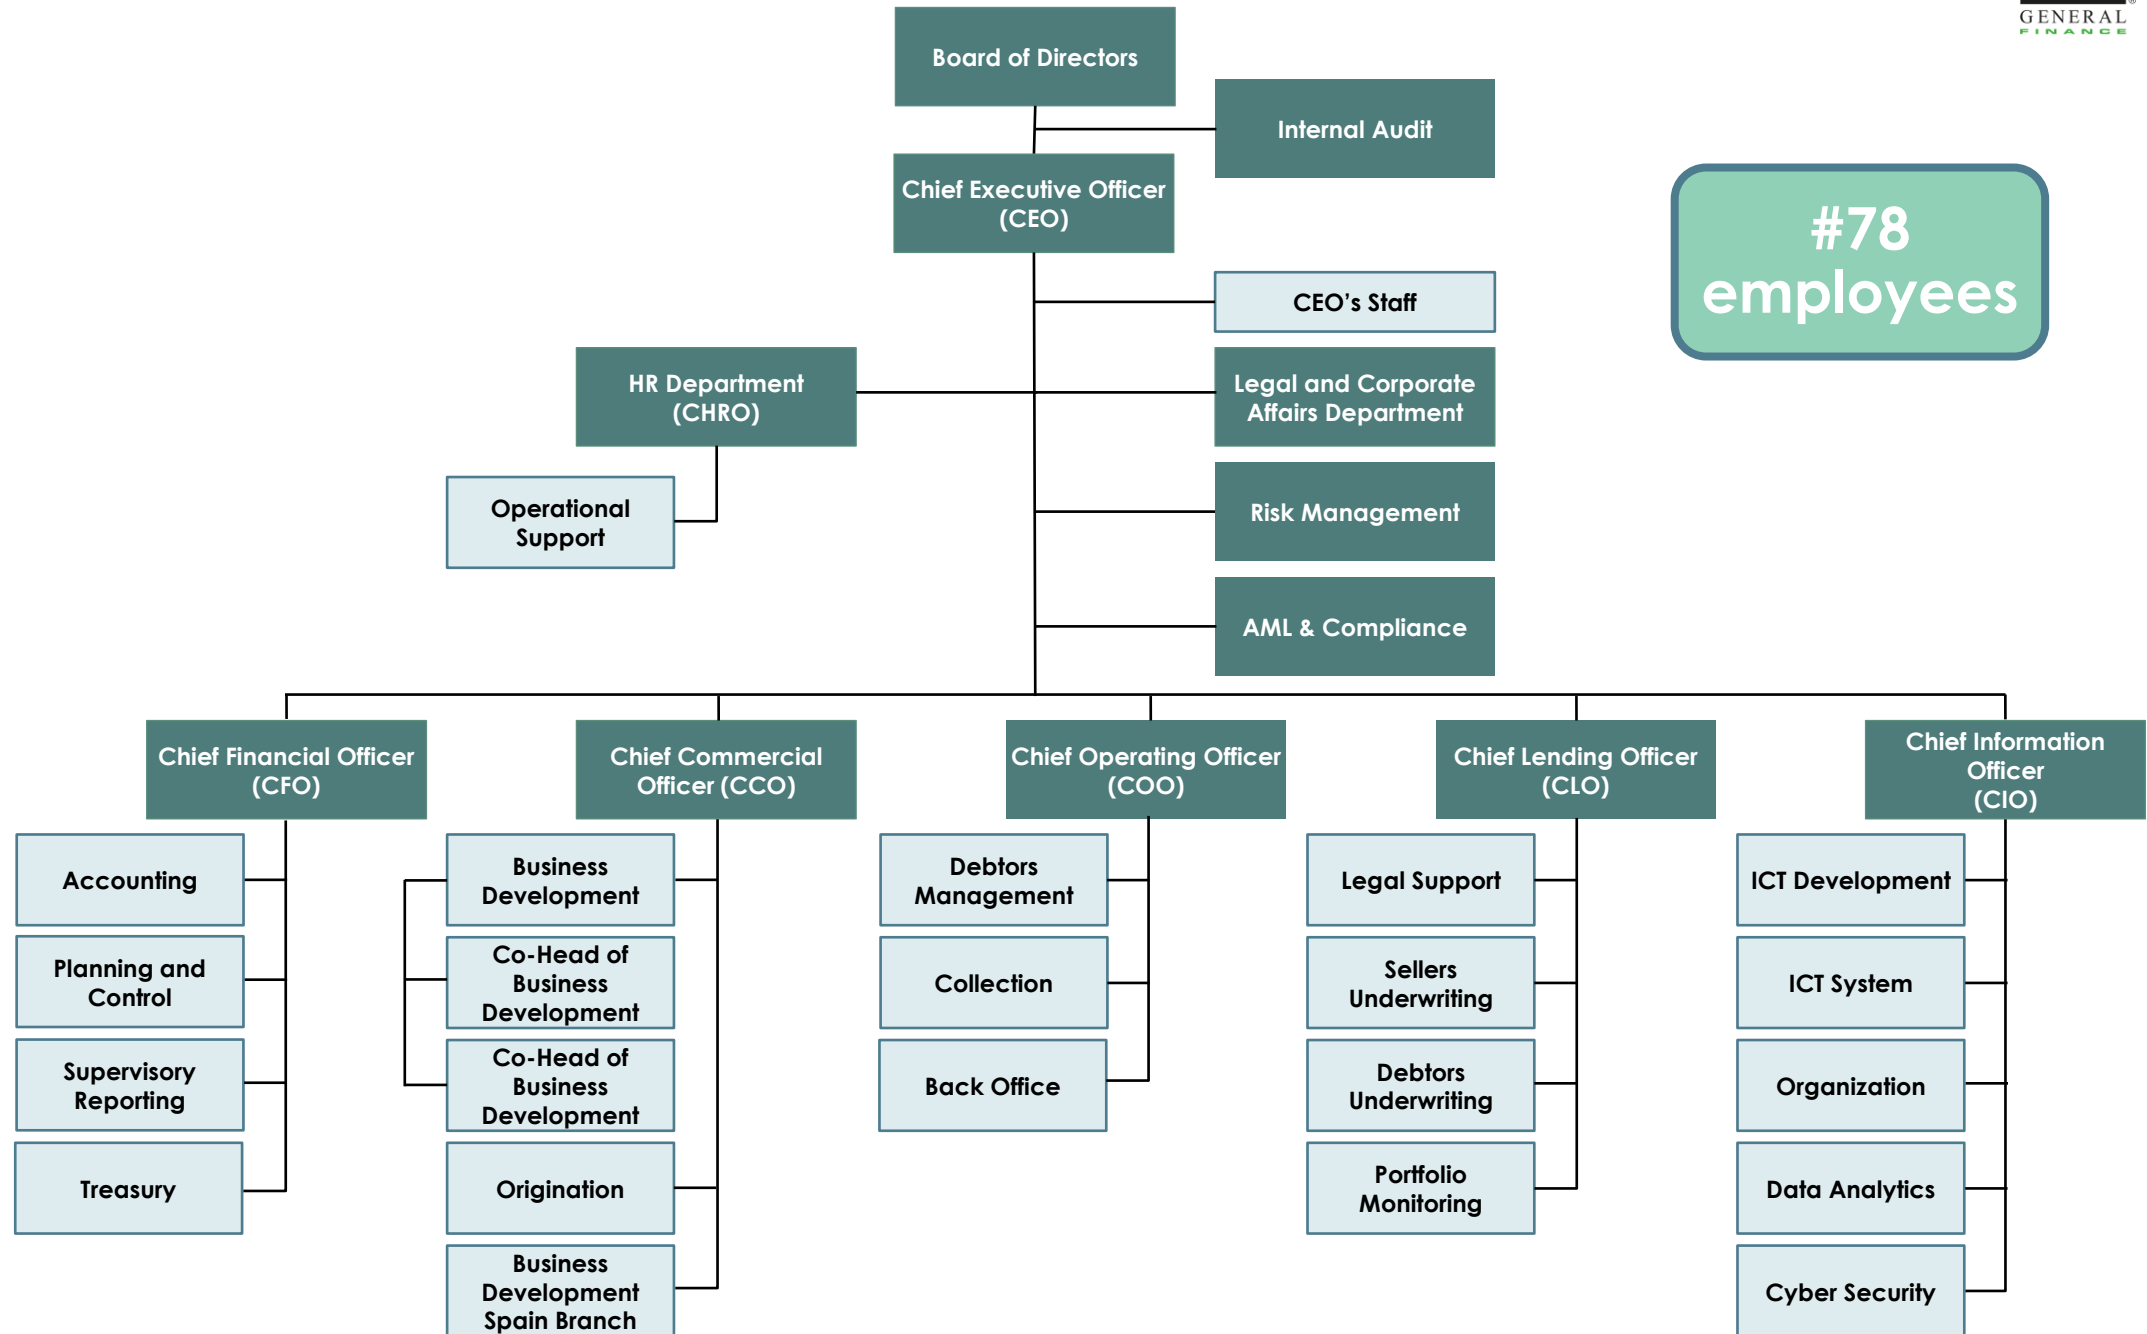 GENERAL
FINANCE
®
Board of Directors
Internal Audit
Chief Executive Officer
(CEO)
#78
employees
CEO’s Staff
HR Department
(CHRO)
Legal and Corporate
Affairs Department
Operational
Support
Risk Management
AML & Compliance
Chief Financial Officer
(CFO)
Chief Commercial
Officer (CCO)
Chief Operating Officer
(COO)
Chief Lending Officer
(CLO)
Chief Information
Officer
(CIO)
Accounting
Business
Development
Debtors
Management
Legal Support
ICT Development
Planning and
Control
Co-Head of
Business
Development
Collection
Sellers
Underwriting
ICT System
Supervisory
Reporting
Co-Head of
Business
Development
Back Office
Debtors
Underwriting
Organization
Treasury
Origination
Portfolio
Monitoring
Data Analytics
Business
Development
Spain Branch
Cyber Security